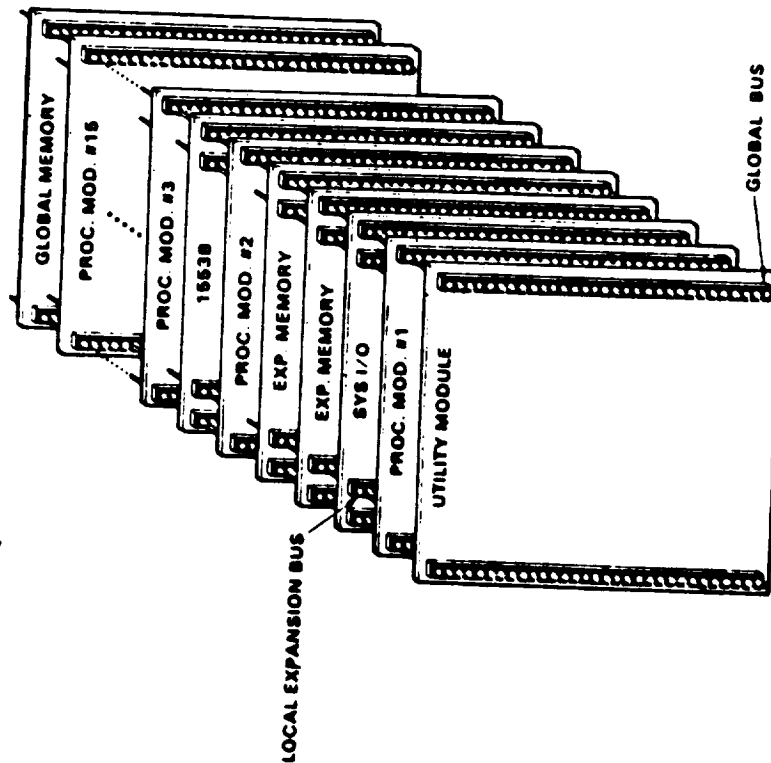 GLOBAL MEMORY
PROC. MOD. #15
PROC. MOD. #3
1553B
PROC. MOD. #2
EXP. MEMORY
EXP. MEMORY
SYS I/O
PROC. MOD. #1
UTILITY MODULE
LOCAL EXPANSION BUS
GLOBAL BUS